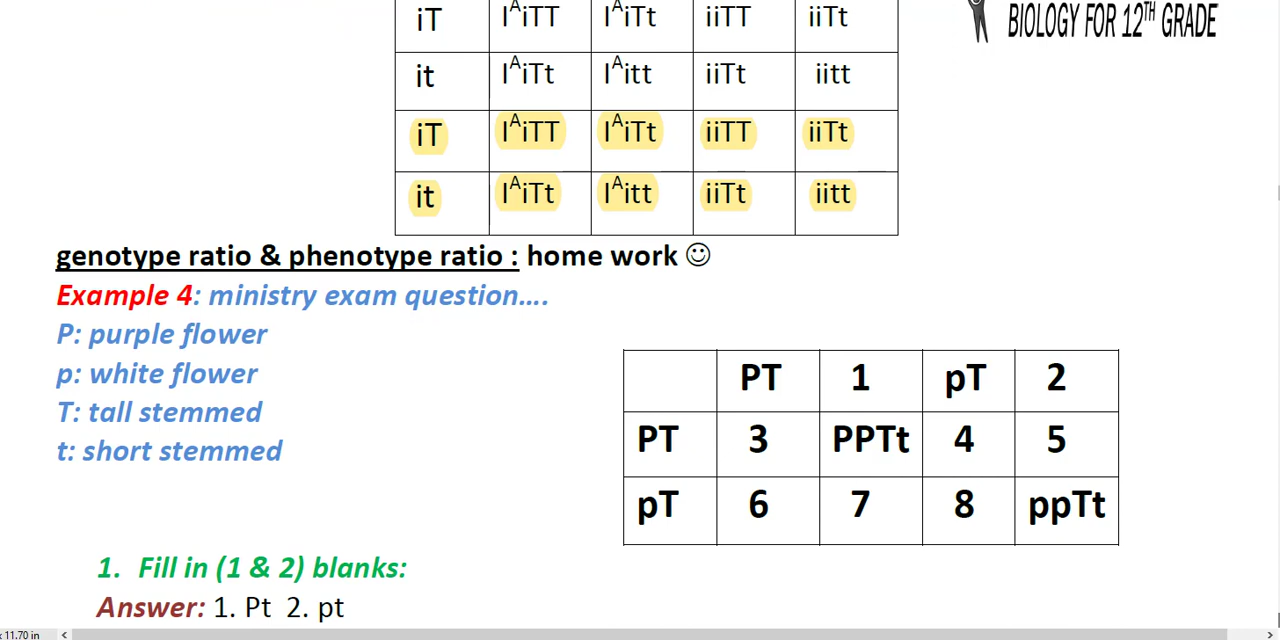 BIOLOGY FOR 12TH GRADE
iT IAiTT IAiTt iiTT iiTt
it IAiTt IAitt iiTt iitt
iT IAiTT IAiTt iiTT iiTt
it IAiTt IAitt iiTt iitt
genotype ratio & phenotype ratio : home work ☺
Example 4: ministry exam question....
P: purple flower
p: white flower
T: tall stemmed
t: short stemmed
PT 1 pT 2
PT 3 PPTt 4 5
pT 6 7 8 ppTt
1. Fill in (1 & 2) blanks:
Answer: 1. Pt 2. pt
x 11.70 in